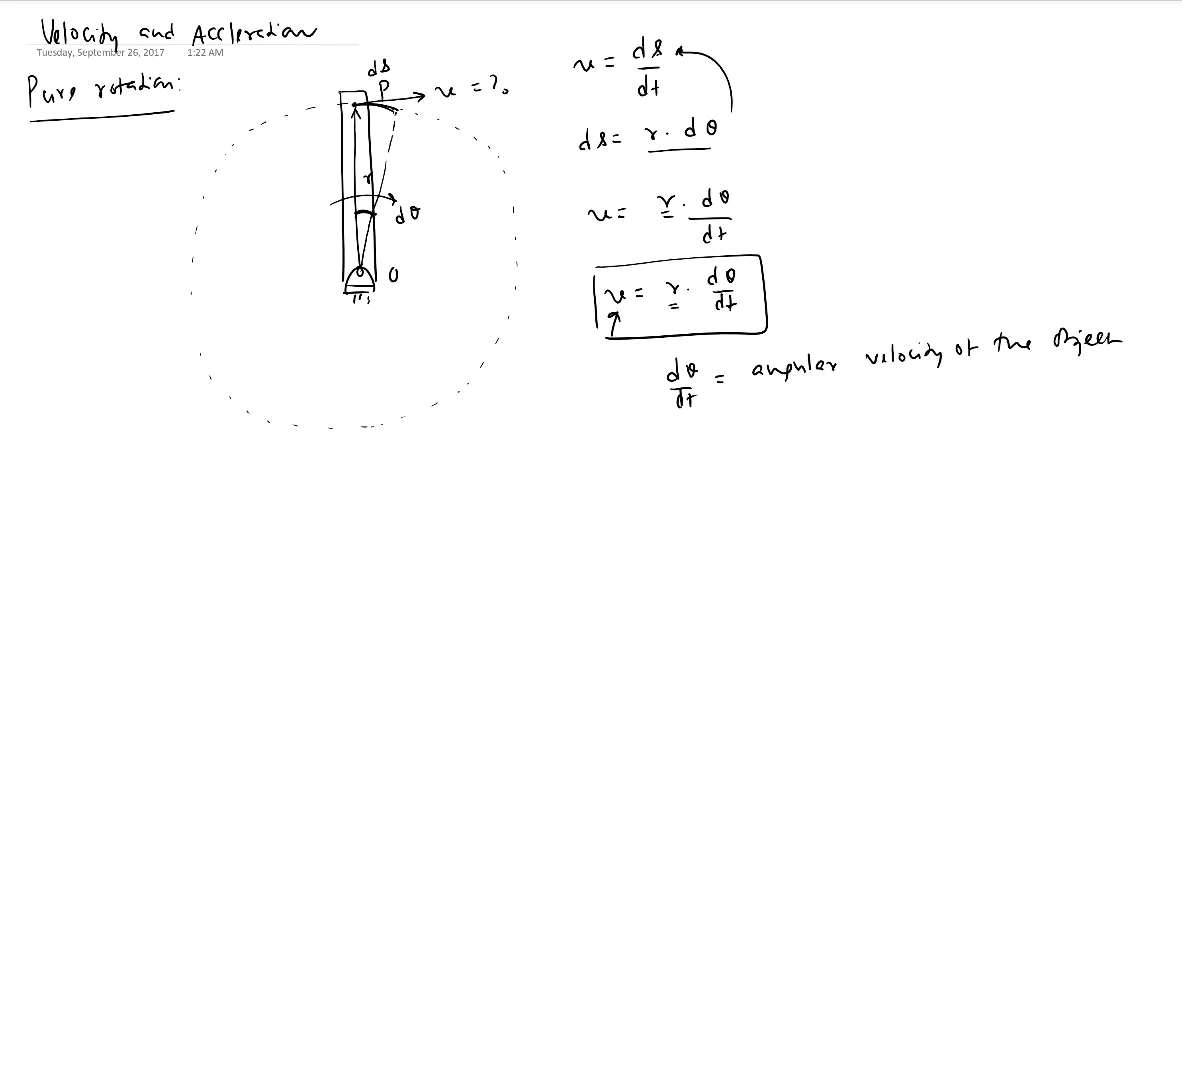 Velocity and Accleration
Tuesday, September 26, 2017 1:22 AM
Pure rotation:
ds
P
v = ?
r
dθ
O
v = ds/dt
ds = r. dθ
v = r. dθ/dt
v = r. dθ/dt
dθ/dt = angular velocity of the object